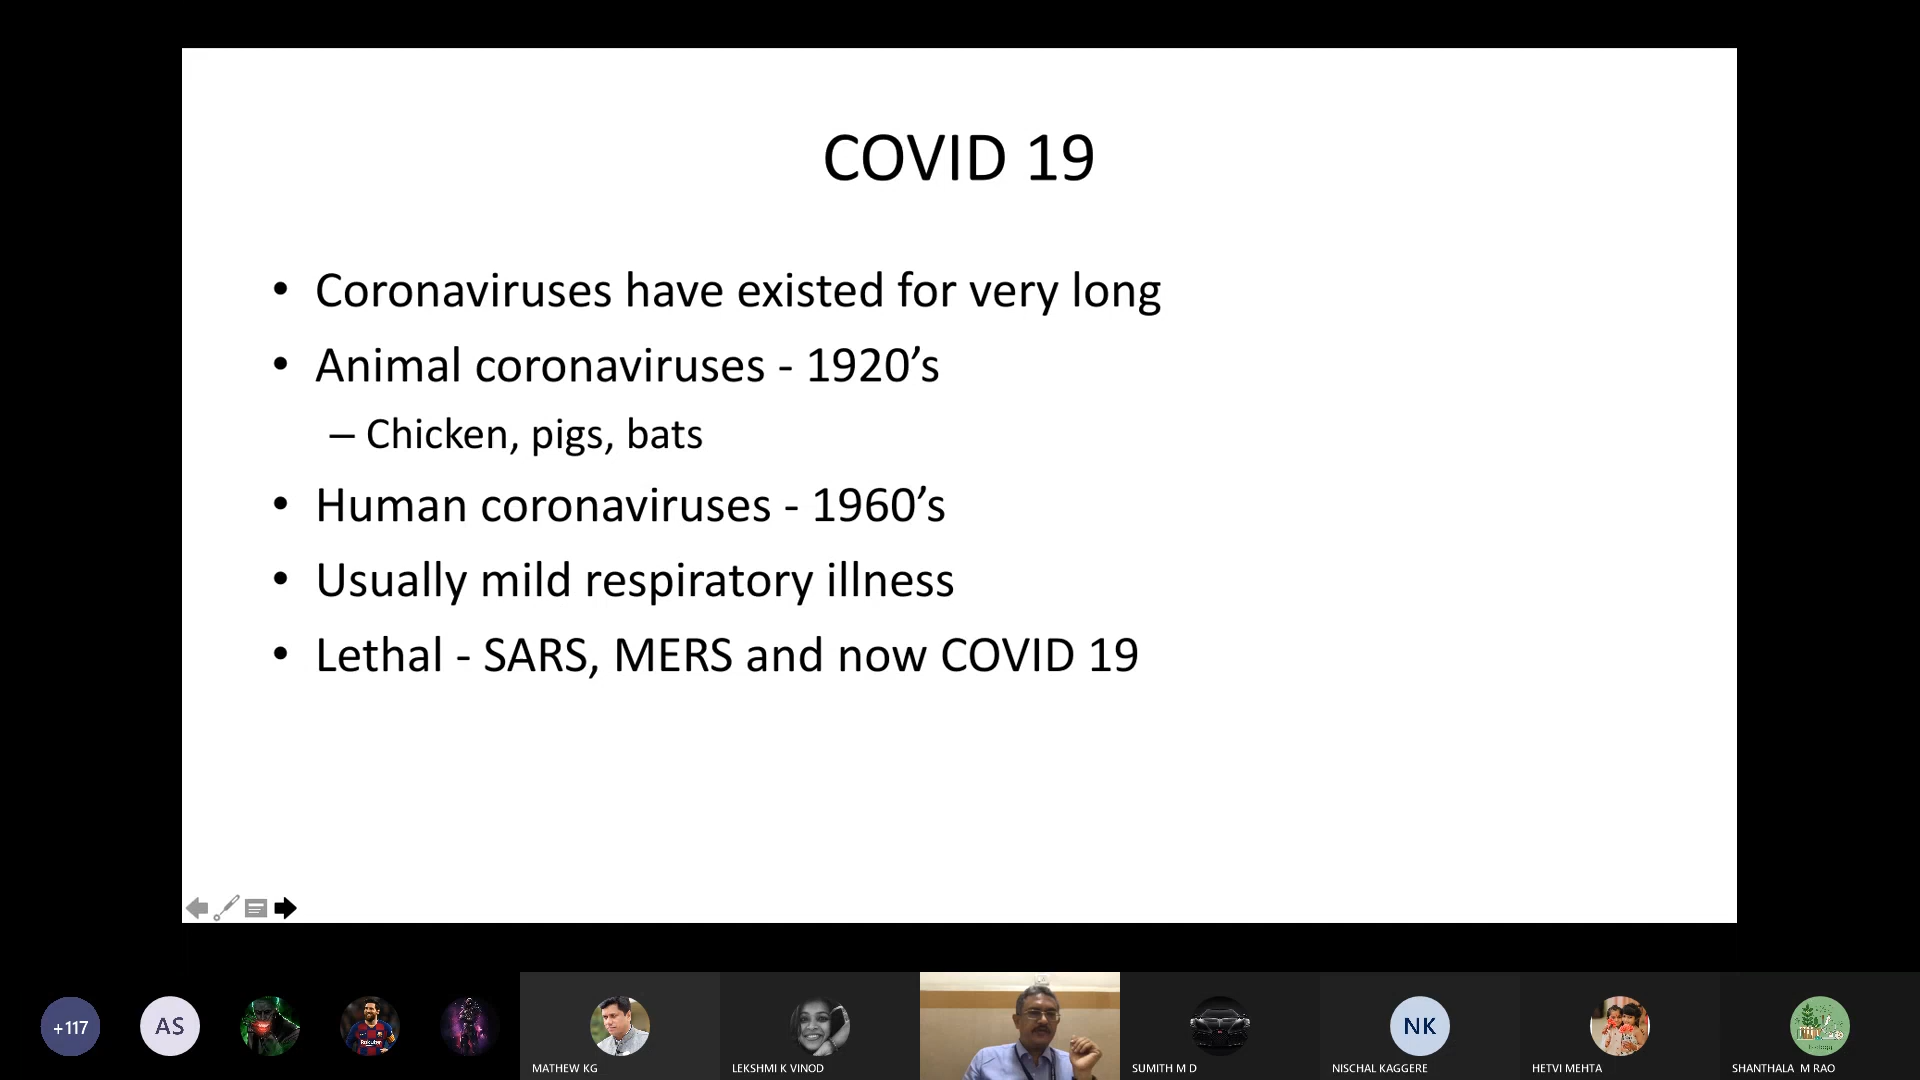 COVID 19
• Coronaviruses have existed for very long
• Animal coronaviruses - 1920’s
– Chicken, pigs, bats
• Human coronaviruses - 1960’s
• Usually mild respiratory illness
• Lethal - SARS, MERS and now COVID 19
+117
AS
Rakuten
NK
MATHEW KG
LEKSHMI K VINOD
SUMITH M D
NISCHAL KAGGERE
HETVI MEHTA
SHANTHALA M RAO